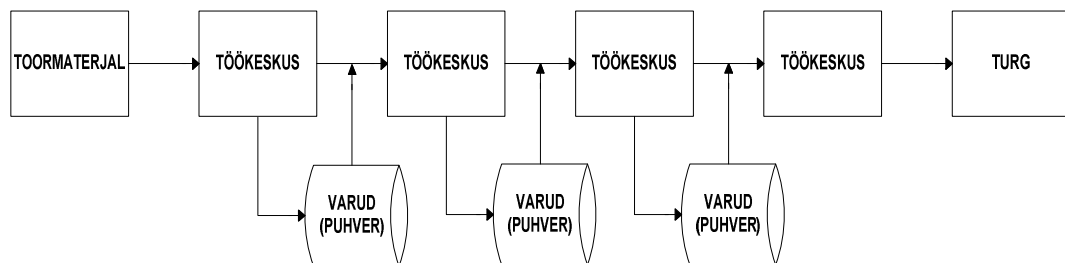 TOORMATERJAL
TÖÖKESKUS
TÖÖKESKUS
TÖÖKESKUS
TÖÖKESKUS
TURG
VARUD
(PUHVER)
VARUD
(PUHVER)
VARUD
(PUHVER)